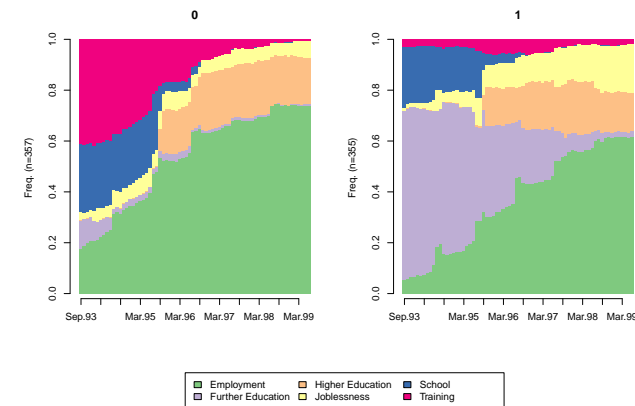 0
1
Freq. (n=357)
0.0 0.2 0.4 0.6 0.8 1.0
Sep.93 Mar.95 Mar.96 Mar.97 Mar.98 Mar.99
Freq. (n=355)
0.0 0.2 0.4 0.6 0.8 1.0
Sep.93 Mar.95 Mar.96 Mar.97 Mar.98 Mar.99
Employment Higher Education School
Further Education Joblessness Training